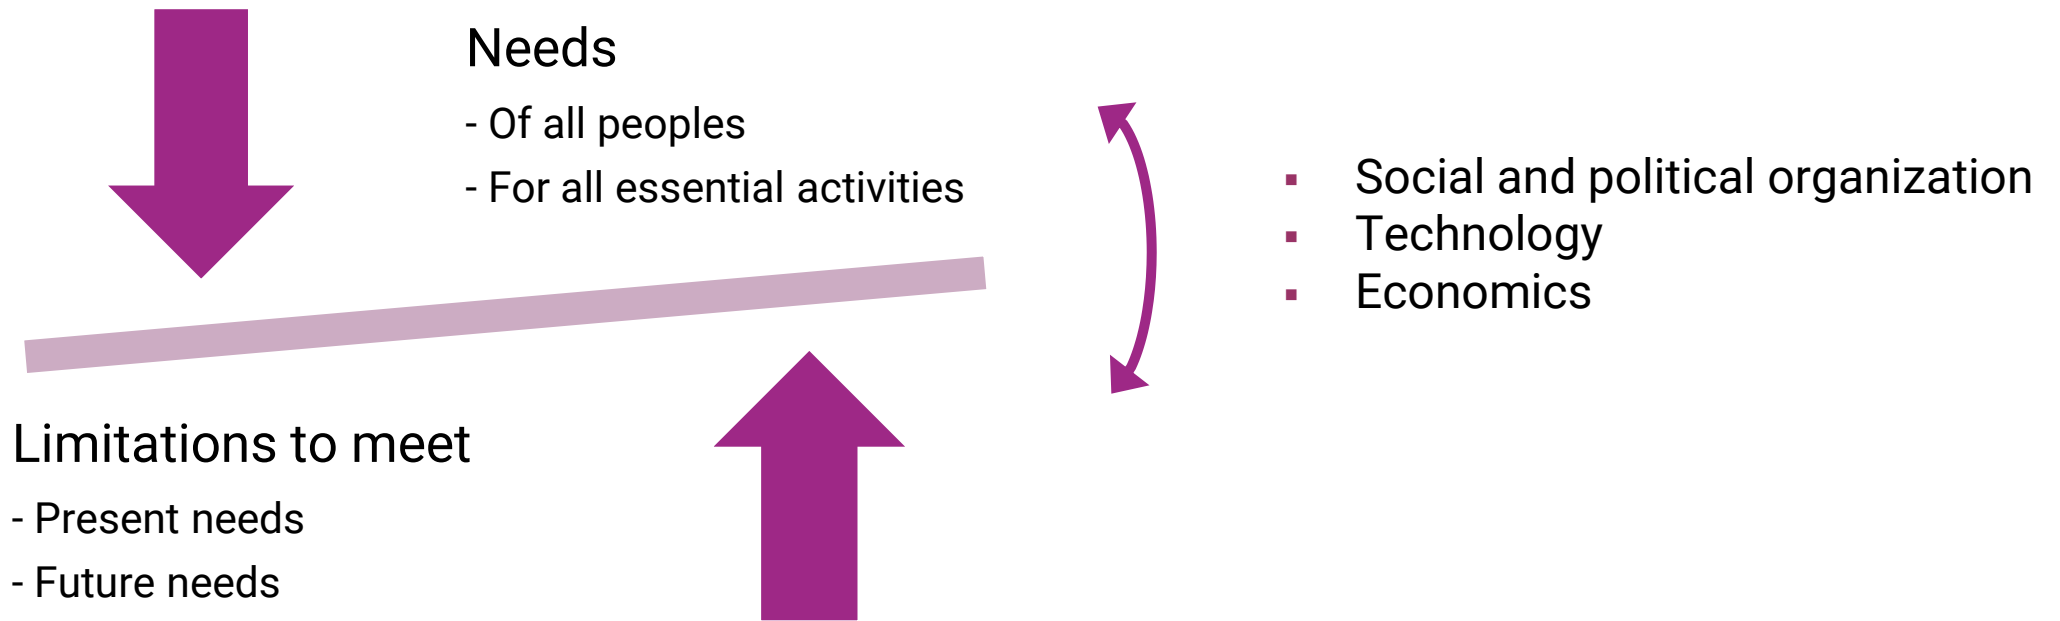 Needs
- Of all peoples
- For all essential activities
▪ Social and political organization
▪ Technology
▪ Economics
Limitations to meet
- Present needs
- Future needs